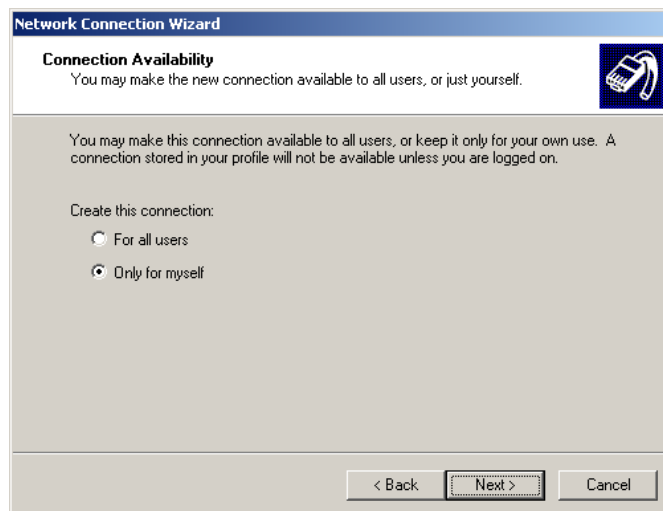 Network Connection Wizard
Connection Availability
You may make the new connection available to all users, or just yourself.
You may make this connection available to all users, or keep it only for your own use.  A
connection stored in your profile will not be available unless you are logged on.
Create this connection:
For all users
Only for myself
< Back
Next >
Cancel